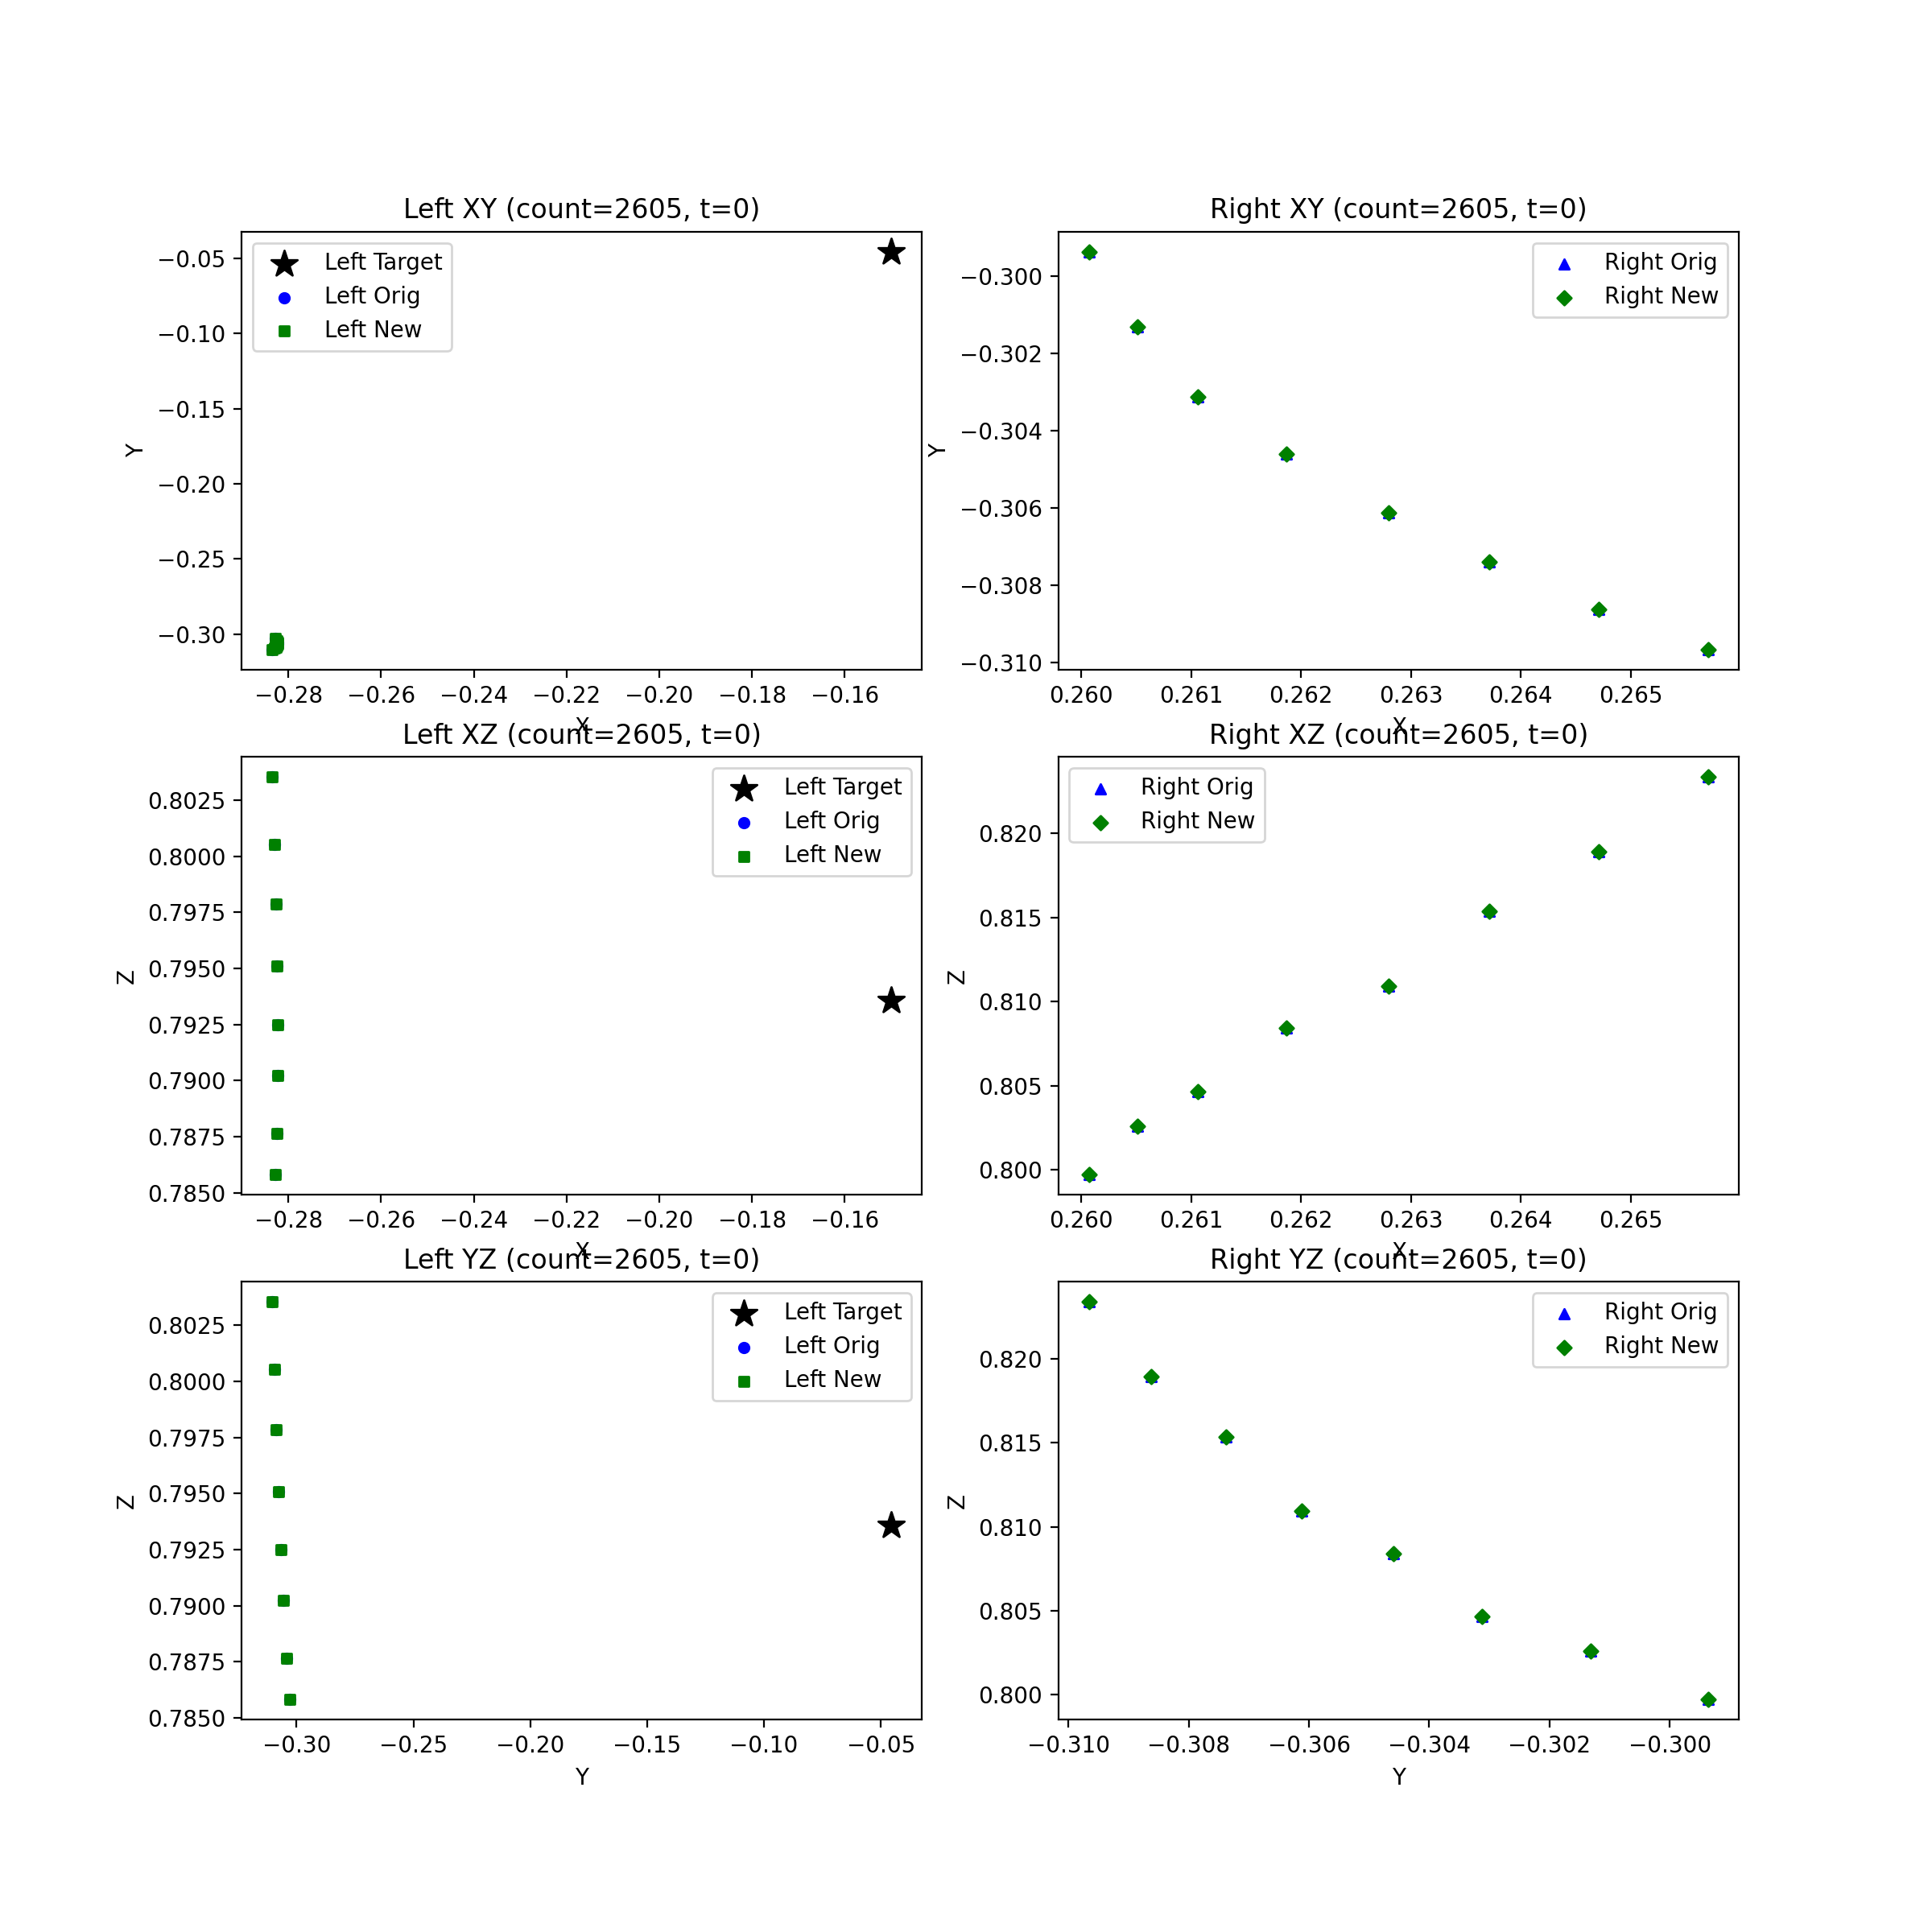 Left XY (count=2605, t=0)
Left Target
Left Orig
Left New
−0.05
−0.10
−0.15
−0.20
−0.25
−0.30
Y
−0.28
−0.26
−0.24
−0.22
−0.20
−0.18
−0.16
X
Right XY (count=2605, t=0)
Right Orig
Right New
−0.300
−0.302
−0.304
−0.306
−0.308
−0.310
Y
0.260
0.261
0.262
0.263
0.264
0.265
X
Left XZ (count=2605, t=0)
Left Target
Left Orig
Left New
0.8025
0.8000
0.7975
0.7950
0.7925
0.7900
0.7875
0.7850
Z
−0.28
−0.26
−0.24
−0.22
−0.20
−0.18
−0.16
X
Right XZ (count=2605, t=0)
Right Orig
Right New
0.820
0.815
0.810
0.805
0.800
Z
0.260
0.261
0.262
0.263
0.264
0.265
X
Left YZ (count=2605, t=0)
Left Target
Left Orig
Left New
0.8025
0.8000
0.7975
0.7950
0.7925
0.7900
0.7875
0.7850
Z
−0.30
−0.25
−0.20
−0.15
−0.10
−0.05
Y
Right YZ (count=2605, t=0)
Right Orig
Right New
0.820
0.815
0.810
0.805
0.800
Z
−0.310
−0.308
−0.306
−0.304
−0.302
−0.300
Y